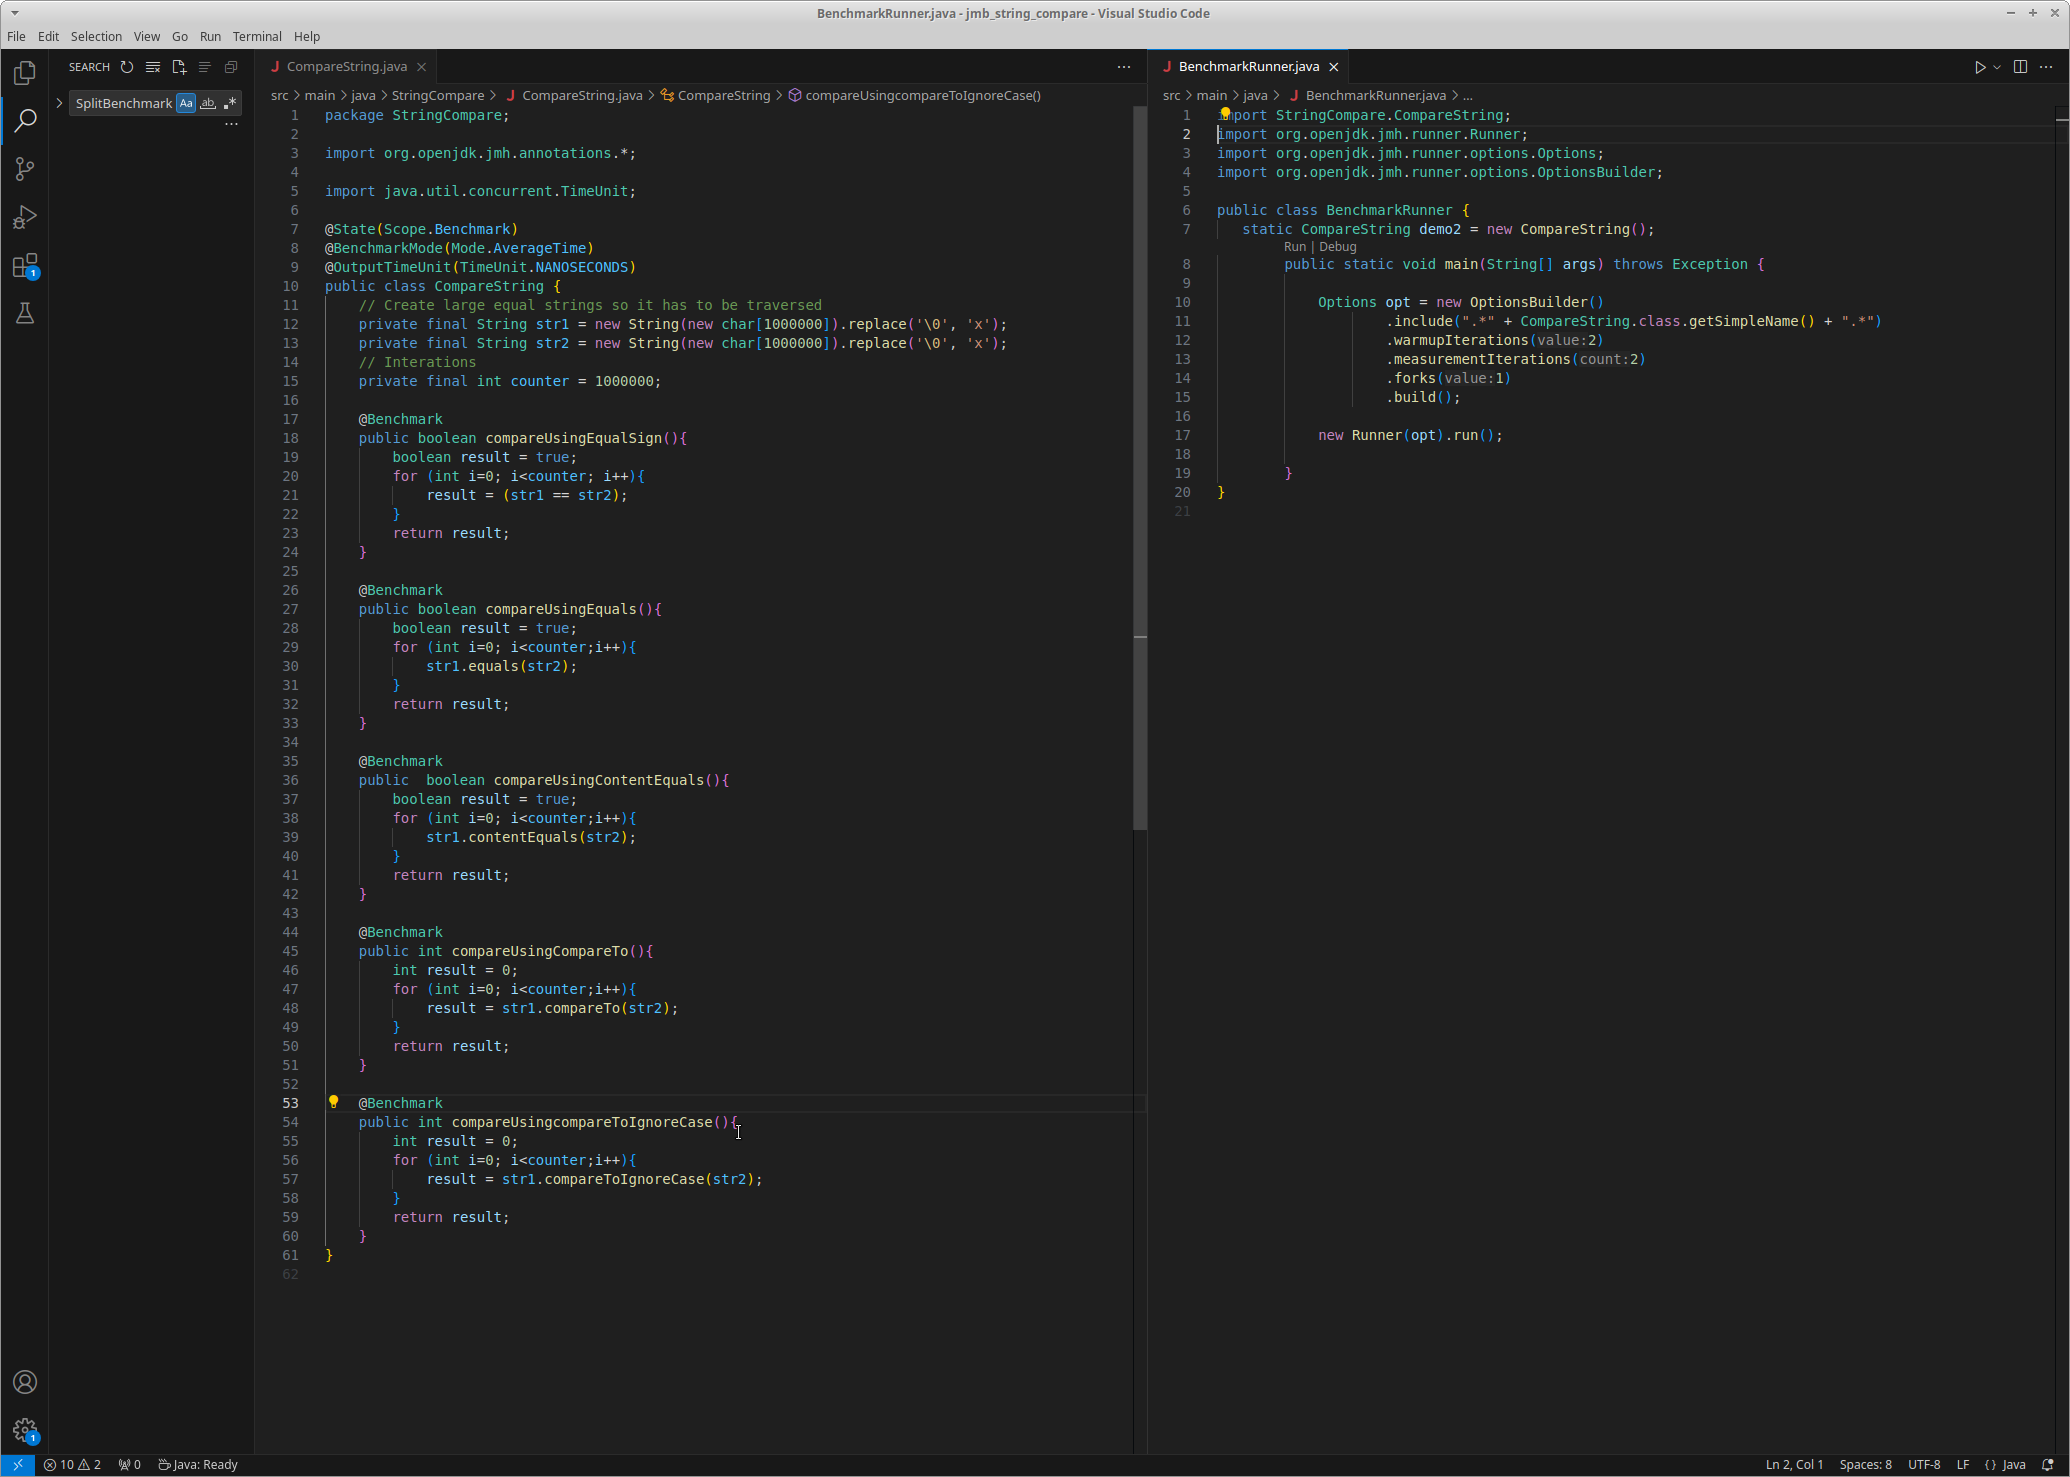 BenchmarkRunner.java - jmb_string_compare - Visual Studio Code
File Edit Selection View Go Run Terminal Help
SEARCH
SplitBenchmark Aa ab .*
...
CompareString.java
src > main > java > StringCompare > J CompareString.java > CompareString > compareUsingcompareToIgnoreCase()
1 package StringCompare;
2
3 import org.openjdk.jmh.annotations.*;
4
5 import java.util.concurrent.TimeUnit;
6
7 @State(Scope.Benchmark)
8 @BenchmarkMode(Mode.AverageTime)
9 @OutputTimeUnit(TimeUnit.NANOSECONDS)
10 public class CompareString {
11     // Create large equal strings so it has to be traversed
12     private final String str1 = new String(new char[1000000]).replace('\0', 'x');
13     private final String str2 = new String(new char[1000000]).replace('\0', 'x');
14     // Interations
15     private final int counter = 1000000;
16
17     @Benchmark
18     public boolean compareUsingEqualSign(){
19         boolean result = true;
20         for (int i=0; i<counter; i++){
21             result = (str1 == str2);
22         }
23         return result;
24     }
25
26     @Benchmark
27     public boolean compareUsingEquals(){
28         boolean result = true;
29         for (int i=0; i<counter;i++){
30             str1.equals(str2);
31         }
32         return result;
33     }
34
35     @Benchmark
36     public  boolean compareUsingContentEquals(){
37         boolean result = true;
38         for (int i=0; i<counter;i++){
39             str1.contentEquals(str2);
40         }
41         return result;
42     }
43
44     @Benchmark
45     public int compareUsingCompareTo(){
46         int result = 0;
47         for (int i=0; i<counter;i++){
48             result = str1.compareTo(str2);
49         }
50         return result;
51     }
52
53     @Benchmark
54     public int compareUsingcompareToIgnoreCase(){
55         int result = 0;
56         for (int i=0; i<counter;i++){
57             result = str1.compareToIgnoreCase(str2);
58         }
59         return result;
60     }
61 }
62
J BenchmarkRunner.java
src > main > java > J BenchmarkRunner.java > ...
1 import StringCompare.CompareString;
2 import org.openjdk.jmh.runner.Runner;
3 import org.openjdk.jmh.runner.options.Options;
4 import org.openjdk.jmh.runner.options.OptionsBuilder;
5
6 public class BenchmarkRunner {
7    static CompareString demo2 = new CompareString();
Run | Debug
8         public static void main(String[] args) throws Exception {
9
10             Options opt = new OptionsBuilder()
11                     .include(".*" + CompareString.class.getSimpleName() + ".*")
12                     .warmupIterations(value:2)
13                     .measurementIterations(count:2)
14                     .forks(value:1)
15                     .build();
16
17             new Runner(opt).run();
18
19         }
20 }
21
1
1
10 2 0 Java: Ready
Ln 2, Col 1 Spaces: 8 UTF-8 LF {} Java